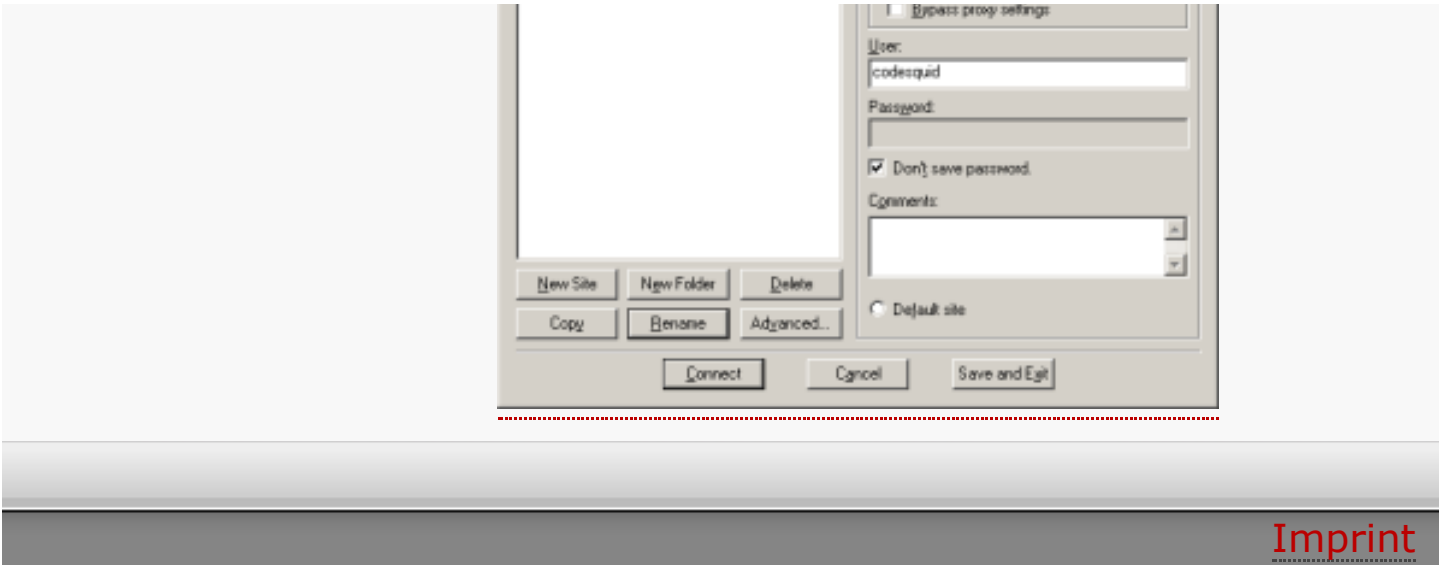 Bypass proxy settings
User:
codesquid
Password:
Don't save password.
Comments:
New Site New Folder Delete
Default site
Copy Rename Advanced...
Connect Cancel Save and Exit
Imprint